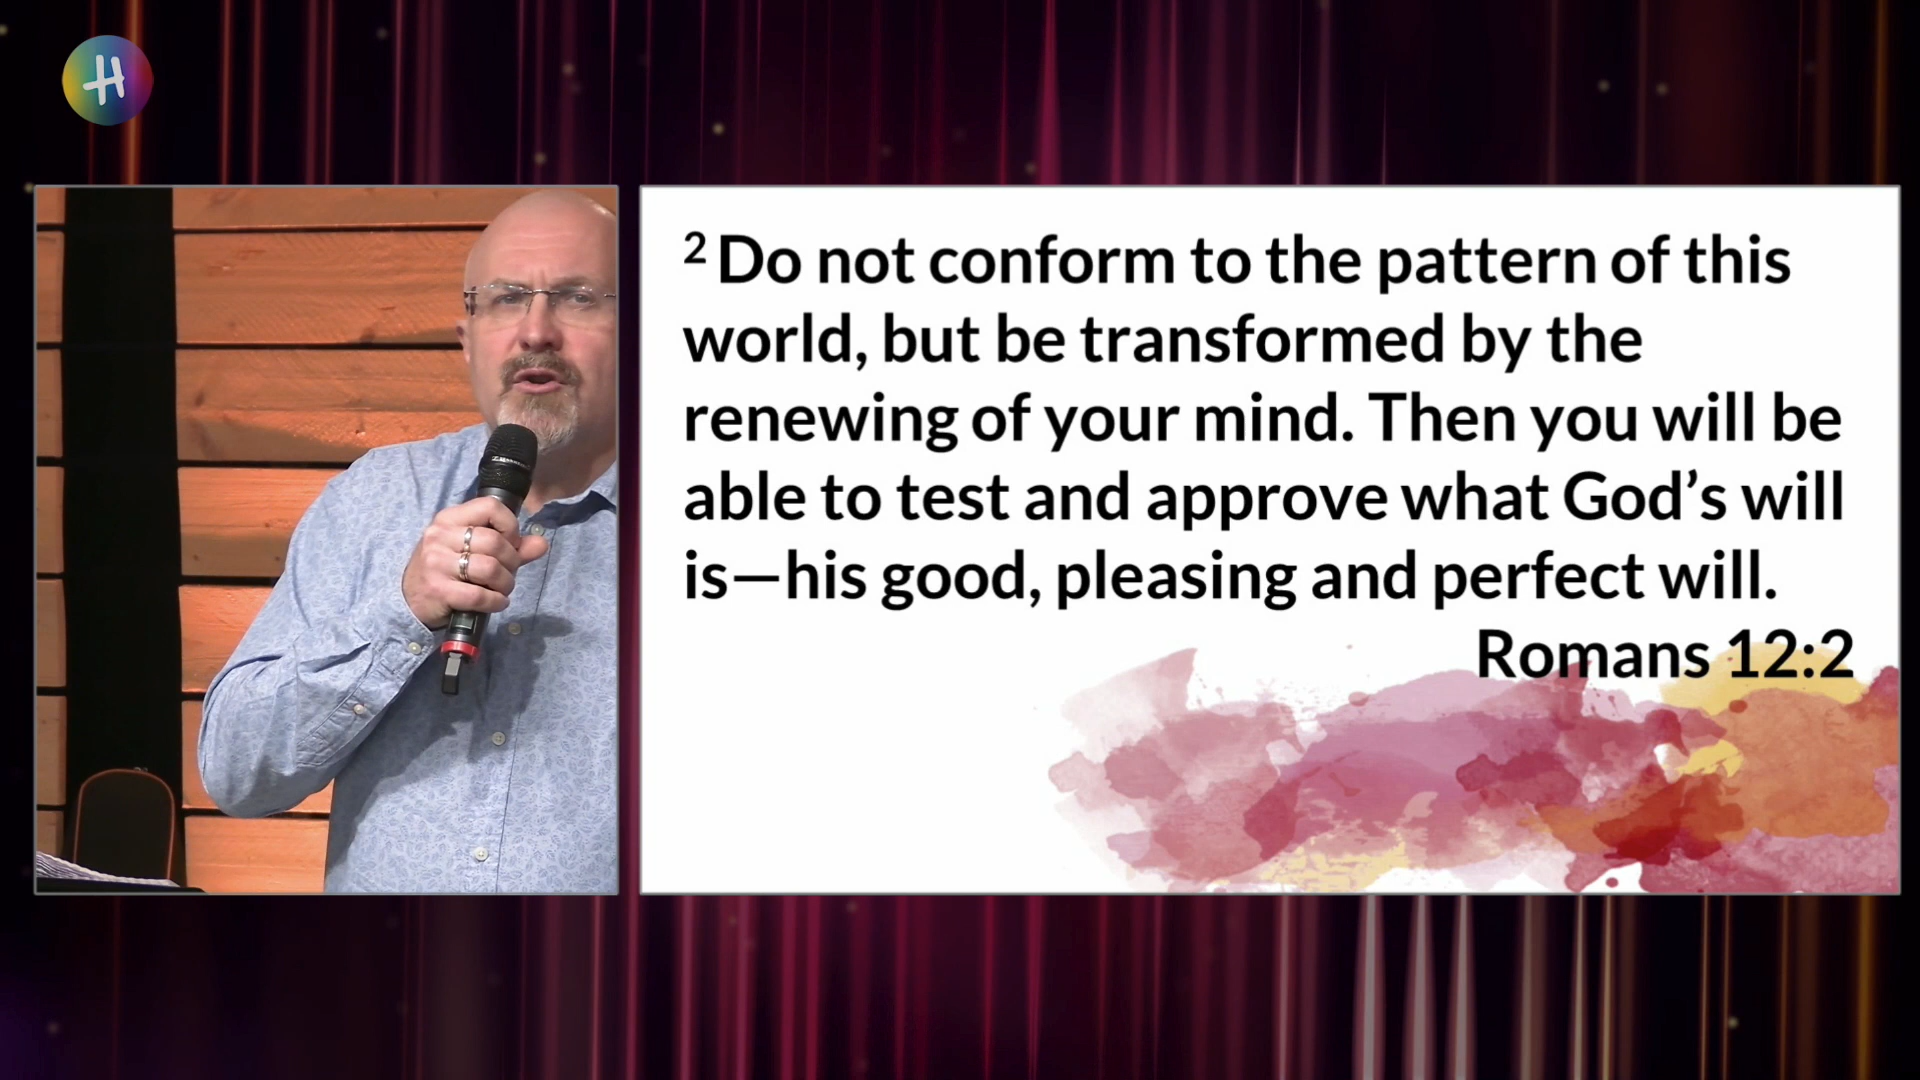 H
² Do not conform to the pattern of this
world, but be transformed by the
renewing of your mind. Then you will be
able to test and approve what God’s will
is—his good, pleasing and perfect will.
Romans 12:2